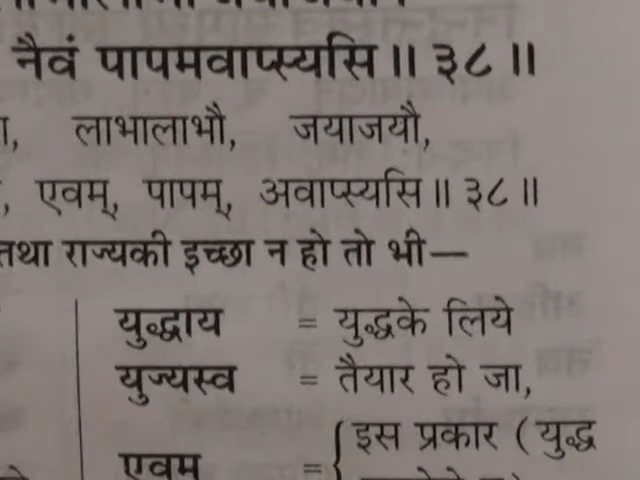 नैवं पापमवाप्स्यसि ॥ ३८ ॥
लाभालाभौ, जयाजयौ,
एवम्, पापम्, अवाप्स्यसि ॥ ३८ ॥
तथा राज्यकी इच्छा न हो तो भी—
युद्धाय = युद्धके लिये
युज्यस्व = तैयार हो जा,
एवम् = { इस प्रकार ( युद्ध